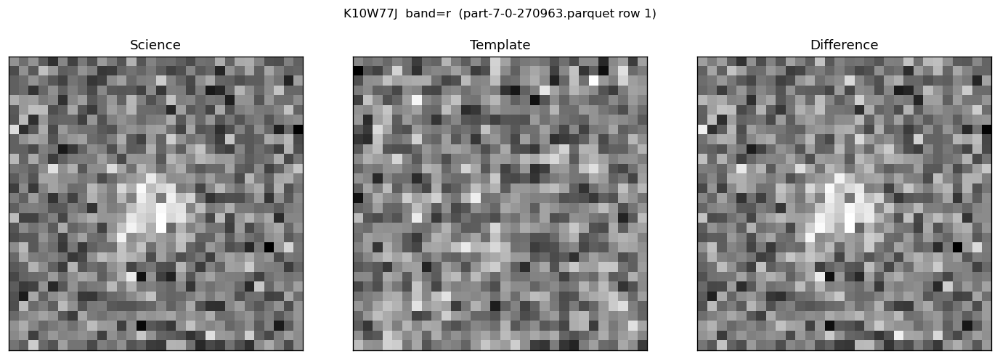 K10W77J  band=r  (part-7-0-270963.parquet row 1)
Science
Template
Difference